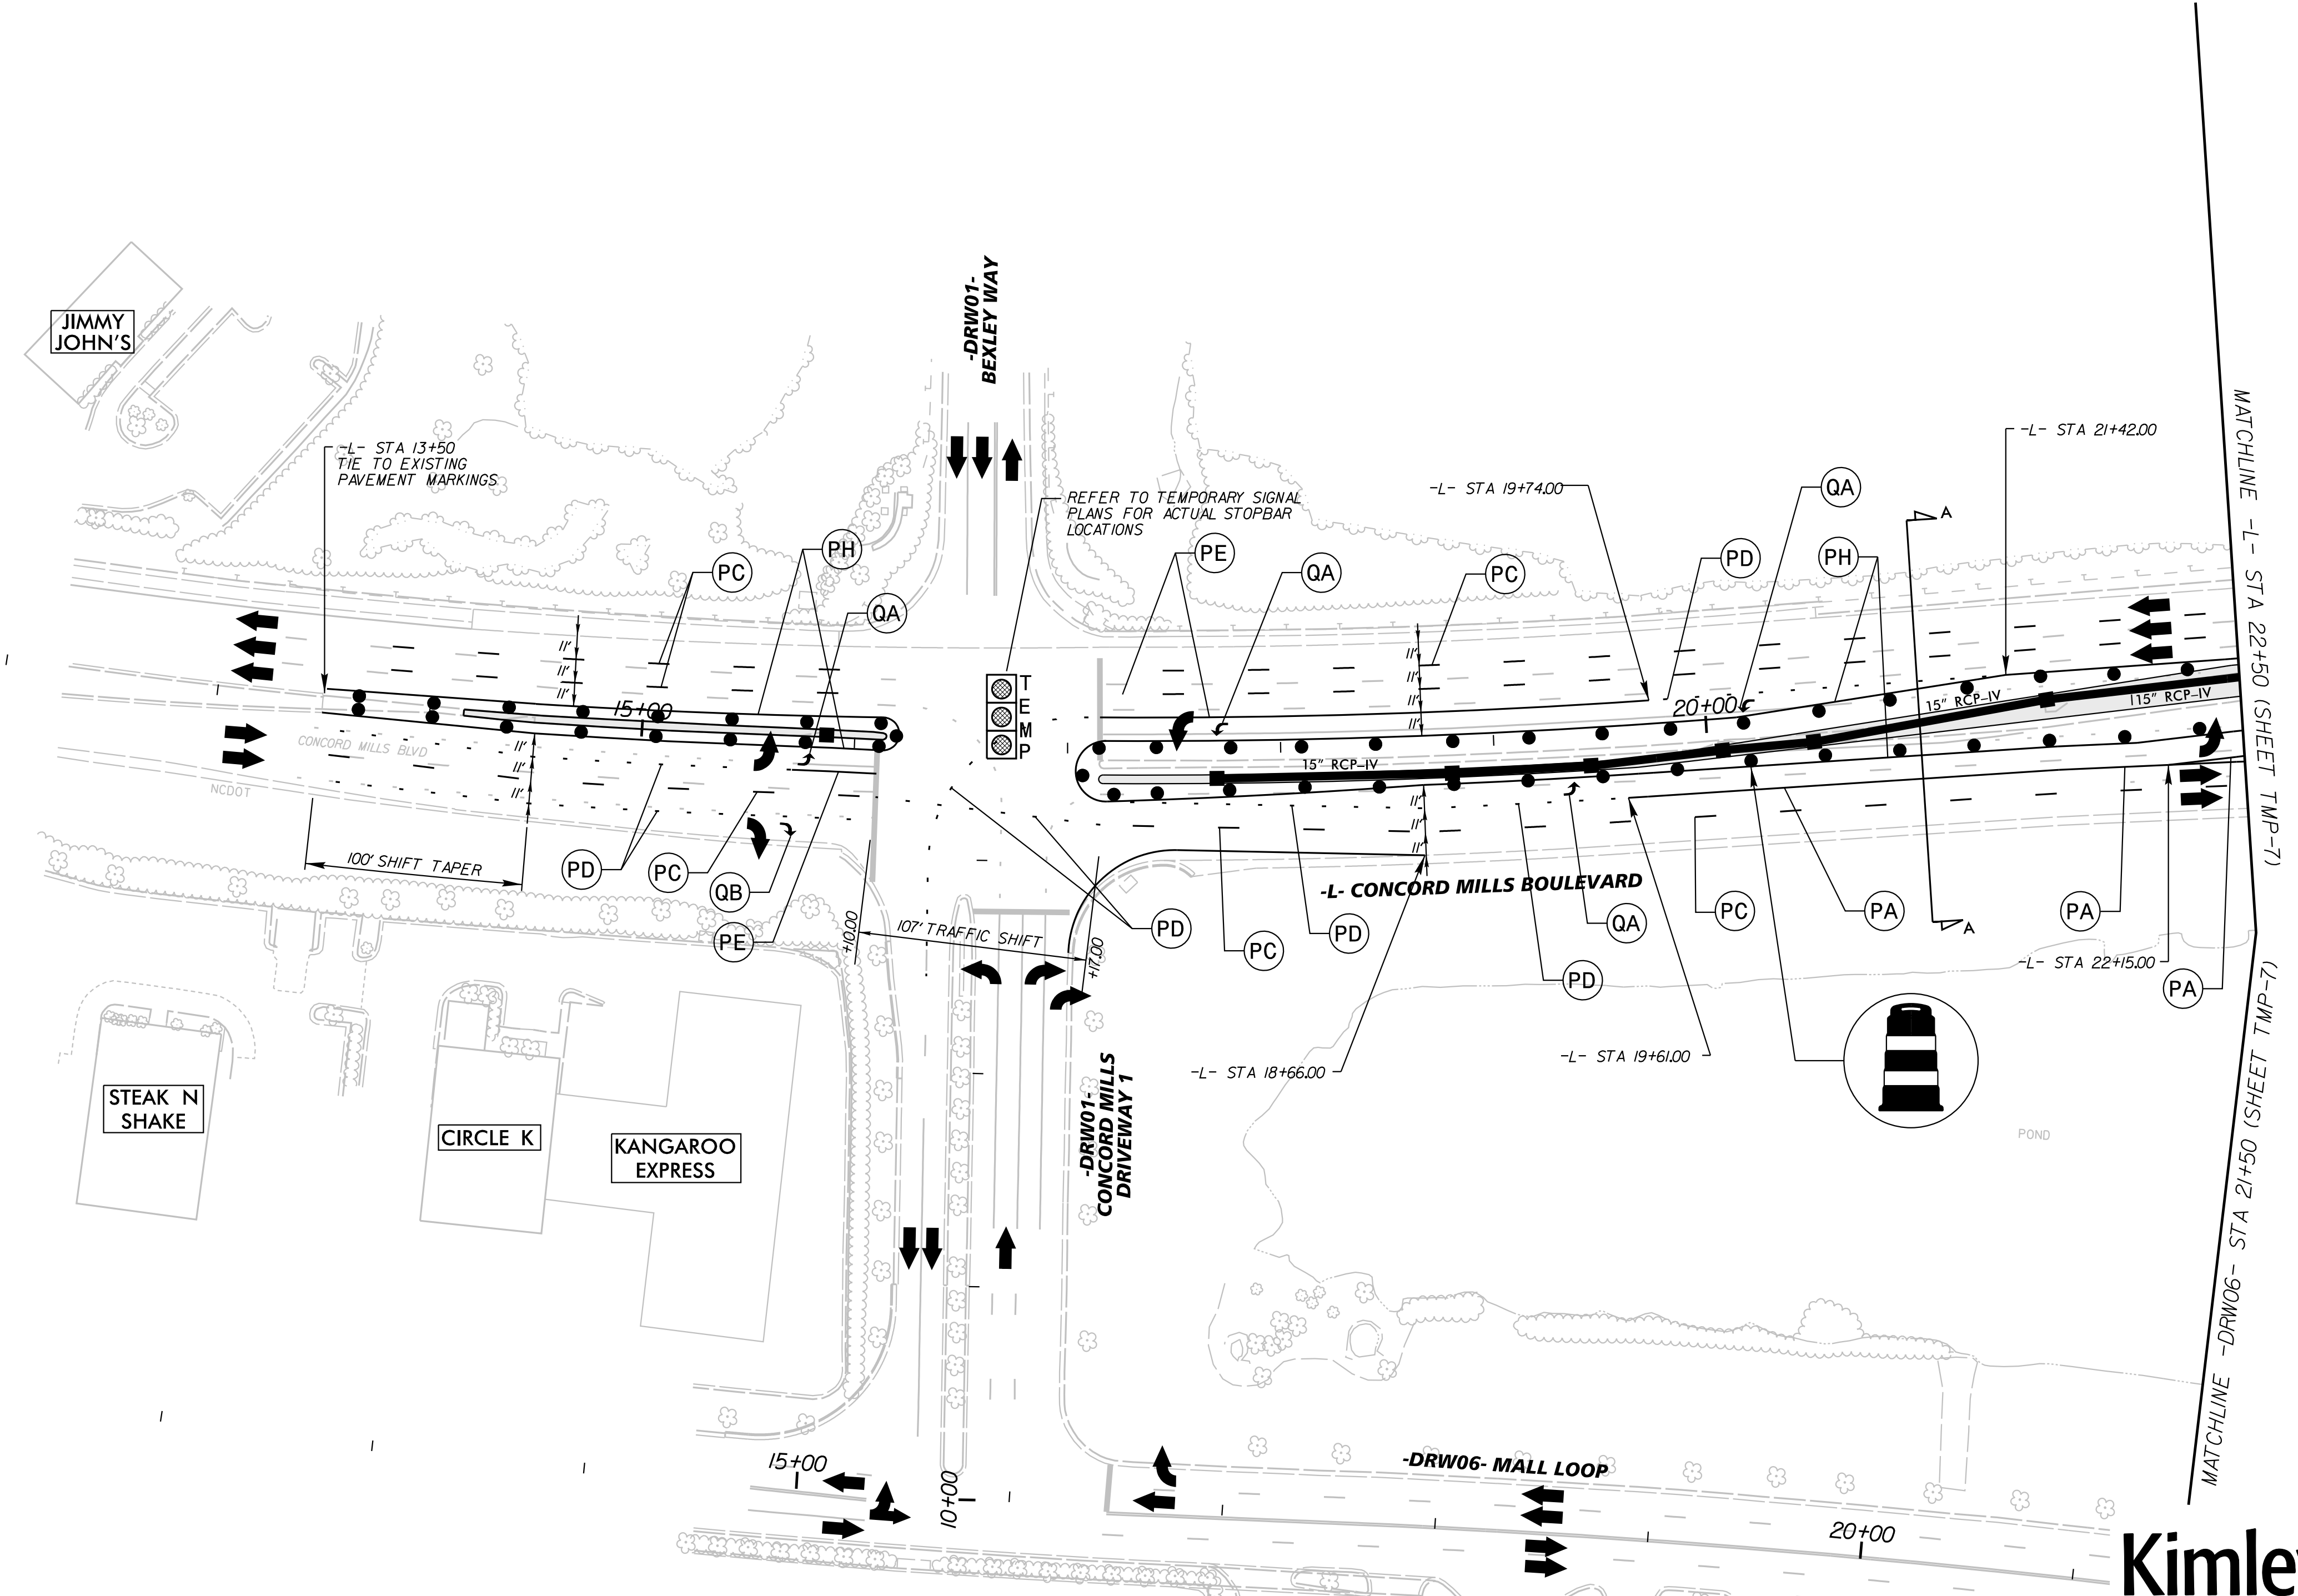 JIMMY
JOHN'S
-L- STA 13+50
TIE TO EXISTING
PAVEMENT MARKINGS
-DRW01-
BEXLEY WAY
REFER TO TEMPORARY SIGNAL
PLANS FOR ACTUAL STOPBAR
LOCATIONS
-L- STA 19+74.00
-L- STA 21+42.00
MATCHLINE -L- STA 22+50 (SHEET TMP-7)
PC
PH
QA
PE
QA
PC
PD
QA
PH
A
TEMP
11'
11'
11'
11'
11'
11'
11'
15+00
20+00
15" RCP-IV
15" RCP-IV
15" RCP-IV
CONCORD MILLS BLVD
NCDOT
11'
11'
11'
11'
11'
11'
100' SHIFT TAPER
PD
PC
QB
PE
+10.00
107' TRAFFIC SHIFT
+17.00
PD
PC
PD
-L- CONCORD MILLS BOULEVARD
PD
QA
PC
PA
A
PA
-L- STA 22+15.00
PA
-L- STA 18+66.00
-L- STA 19+61.00
STEAK N
SHAKE
CIRCLE K
KANGAROO
EXPRESS
-DRW01-
CONCORD MILLS
DRIVEWAY 1
POND
MATCHLINE -DRW06- STA 21+50 (SHEET TMP-7)
15+00
10+00
-DRW06- MALL LOOP
20+00
Kimle